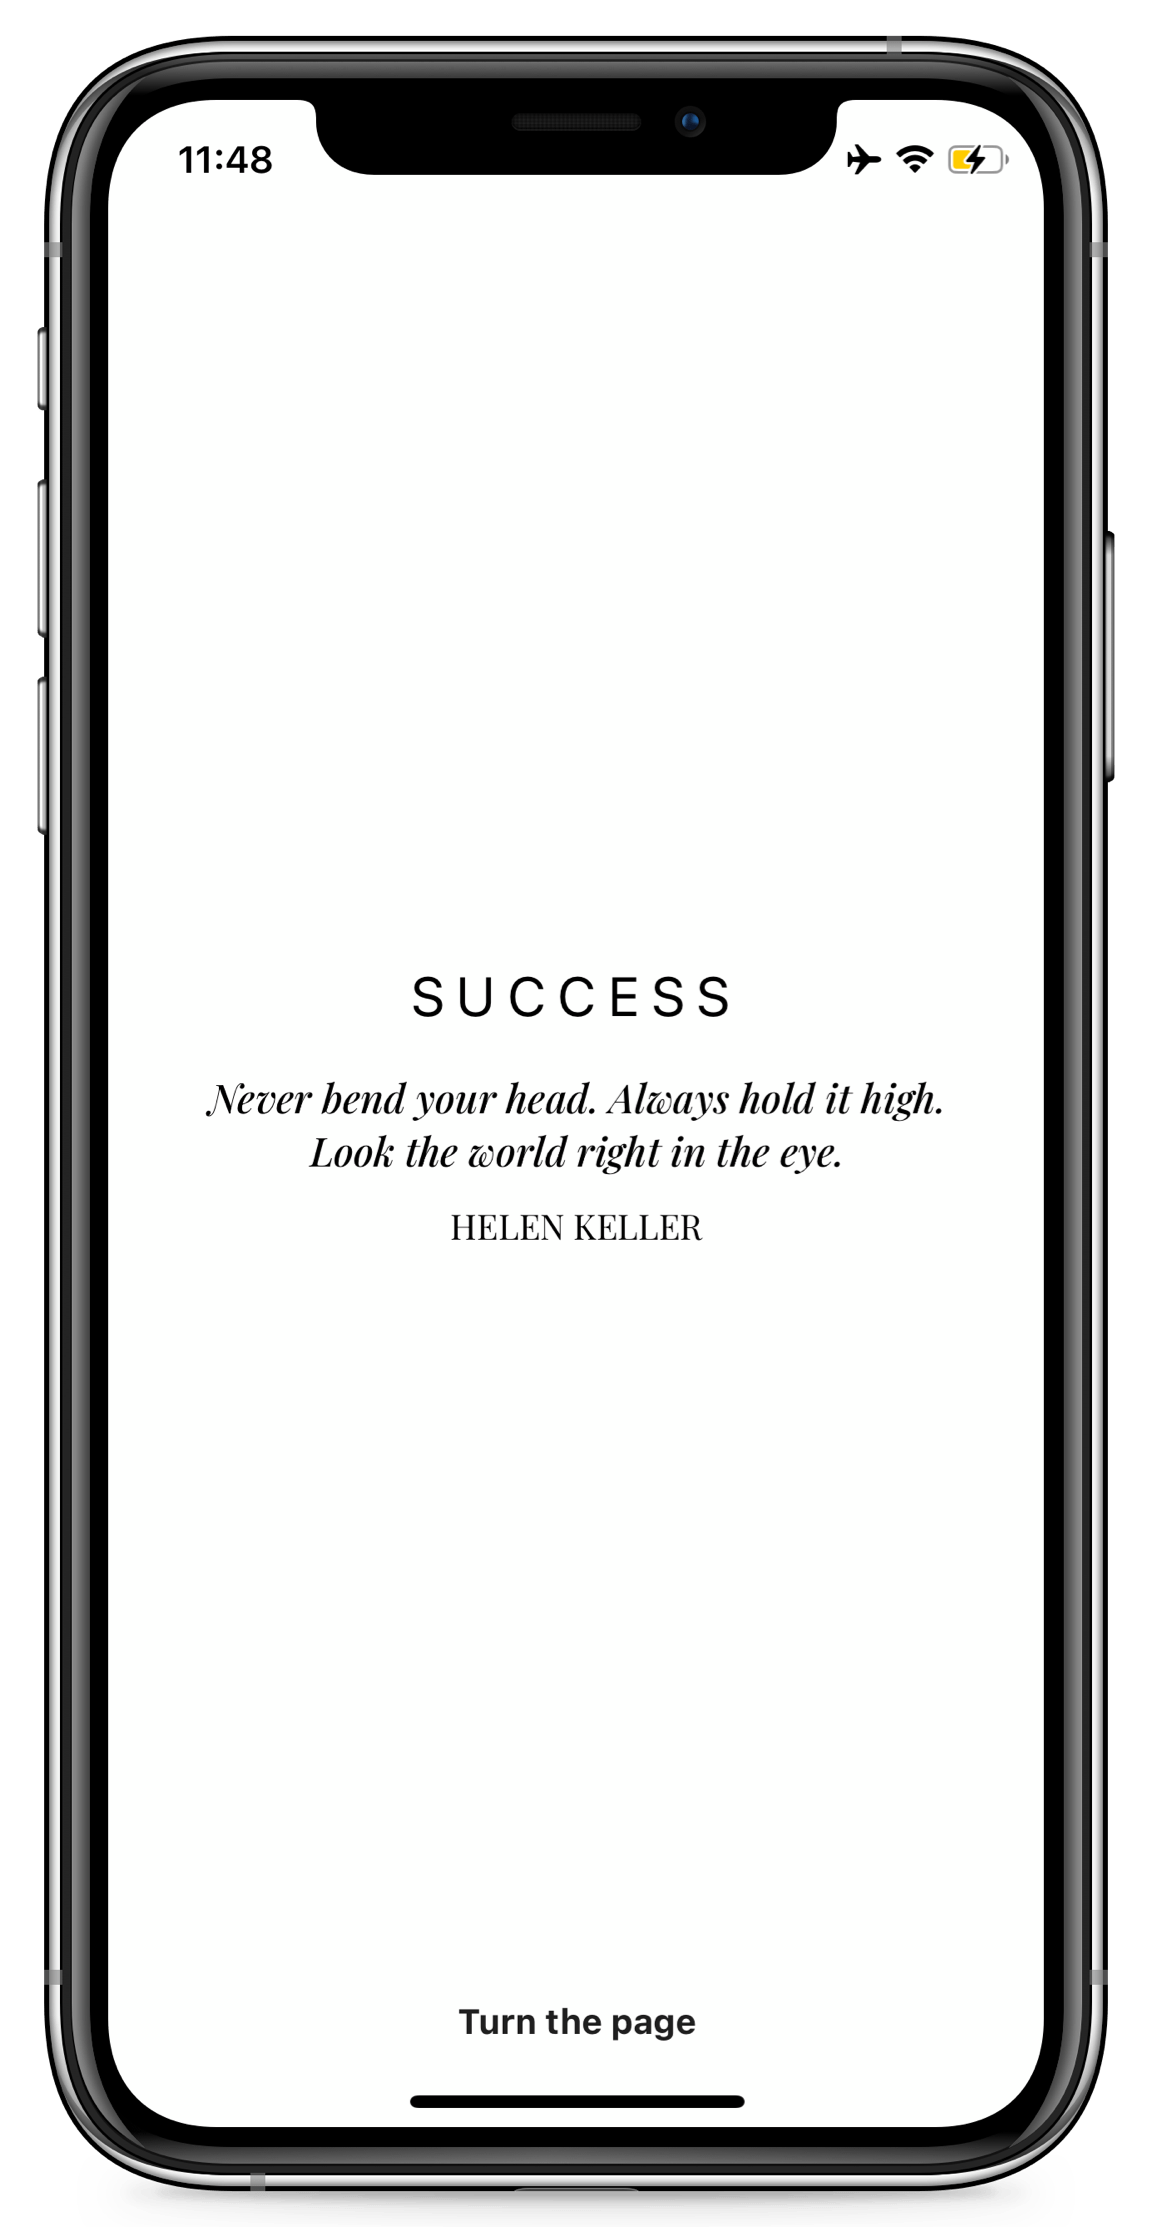 11:48
SUCCESS
Never bend your head. Always hold it high.
Look the world right in the eye.
HELEN KELLER
Turn the page